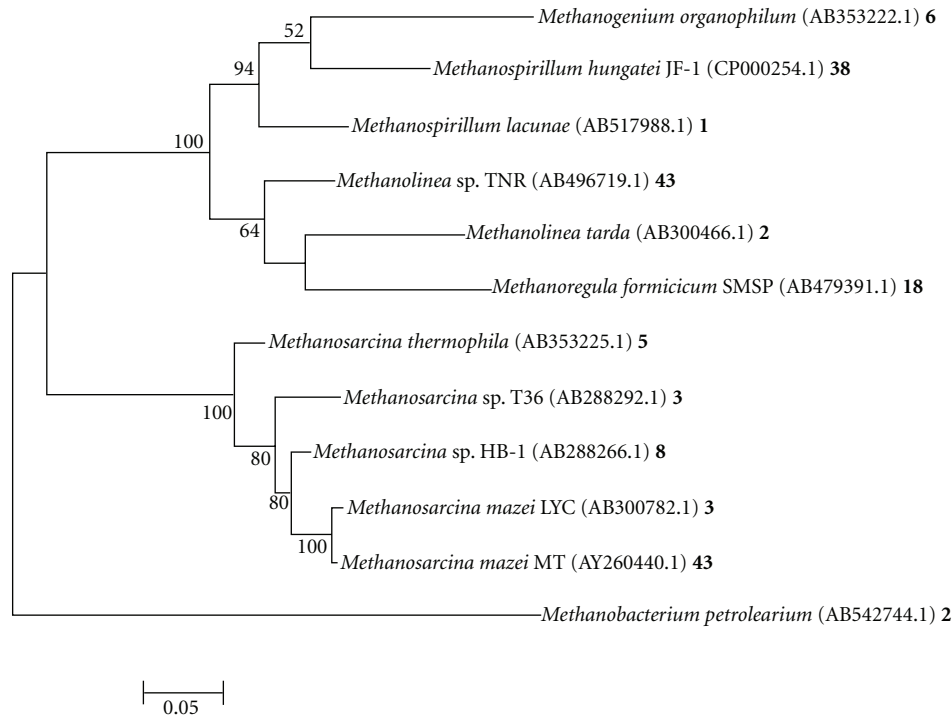 52
Methanogenium organophilum (AB353222.1) 6
94
Methanospirillum hungatei JF-1 (CP000254.1) 38
Methanospirillum lacunae (AB517988.1) 1
100
Methanolinea sp. TNR (AB496719.1) 43
64
Methanolinea tarda (AB300466.1) 2
Methanoregula formicicum SMSP (AB479391.1) 18
Methanosarcina thermophila (AB353225.1) 5
100
Methanosarcina sp. T36 (AB288292.1) 3
80
Methanosarcina sp. HB-1 (AB288266.1) 8
80
Methanosarcina mazei LYC (AB300782.1) 3
100
Methanosarcina mazei MT (AY260440.1) 43
Methanobacterium petrolearium (AB542744.1) 2
0.05